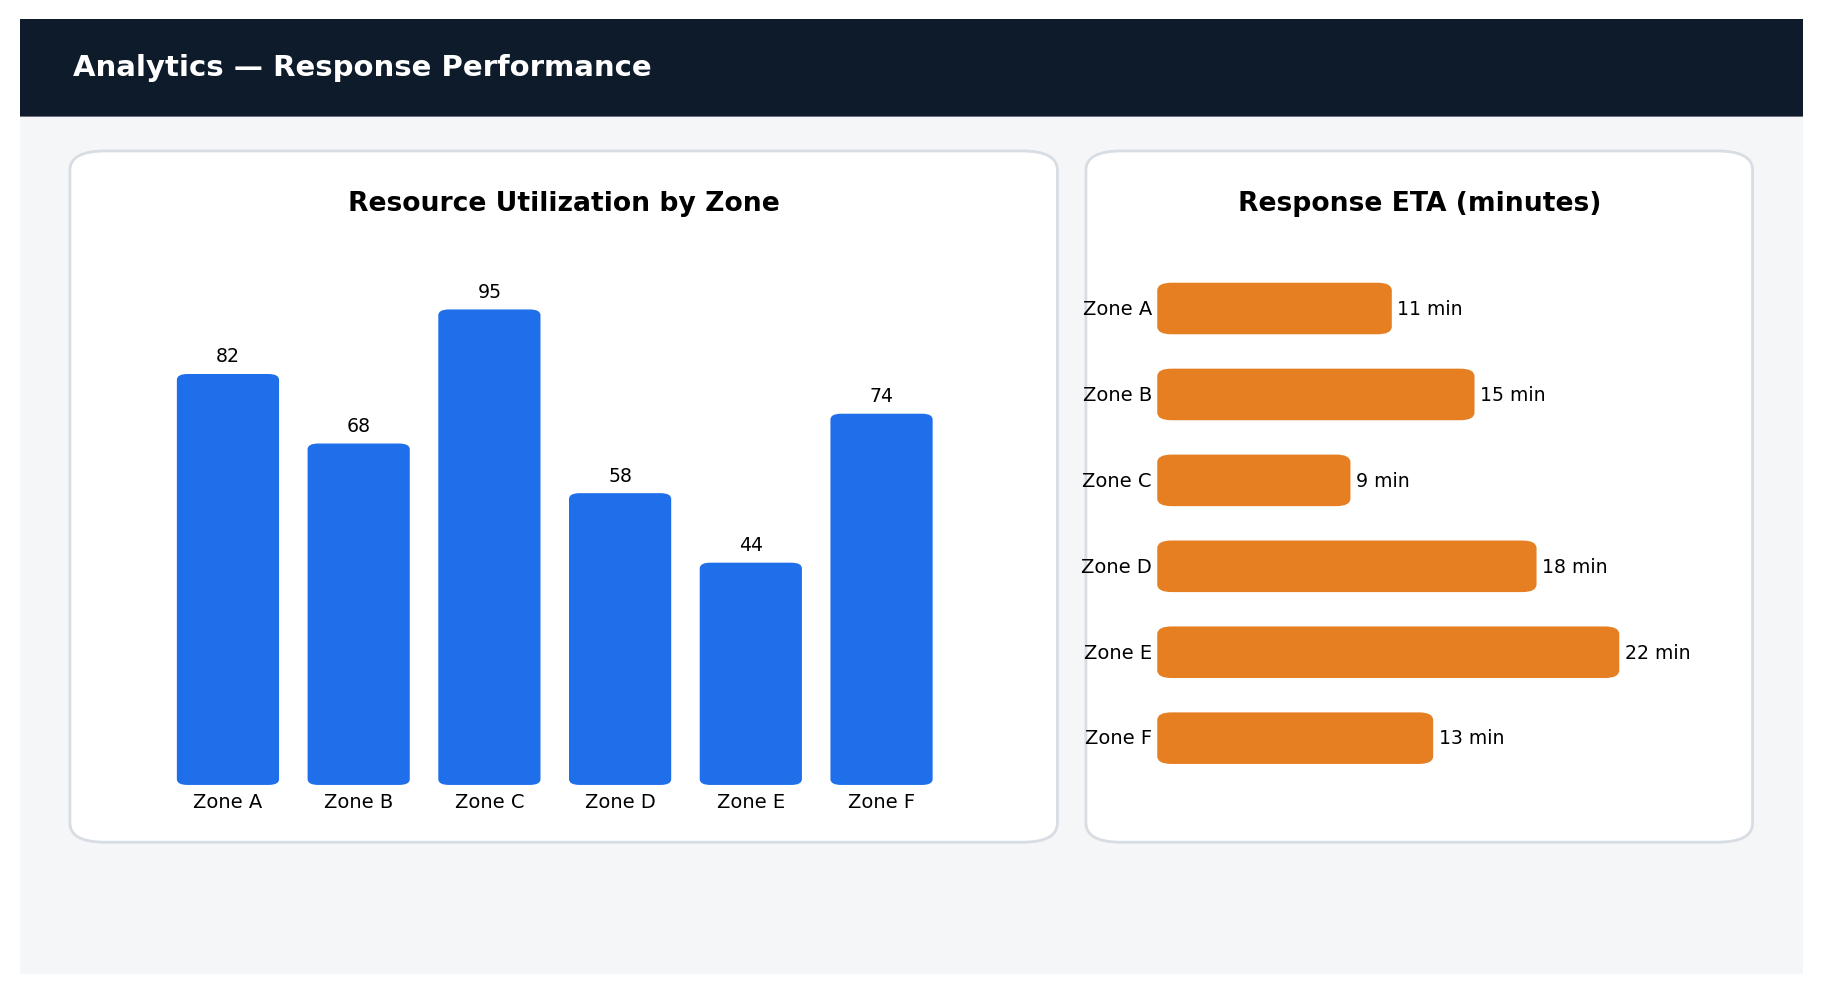 Analytics — Response Performance
Resource Utilization by Zone
95
82
74
68
58
44
Zone A Zone B Zone C Zone D Zone E Zone F
Response ETA (minutes)
Zone A 11 min
Zone B 15 min
Zone C 9 min
Zone D 18 min
Zone E 22 min
Zone F 13 min